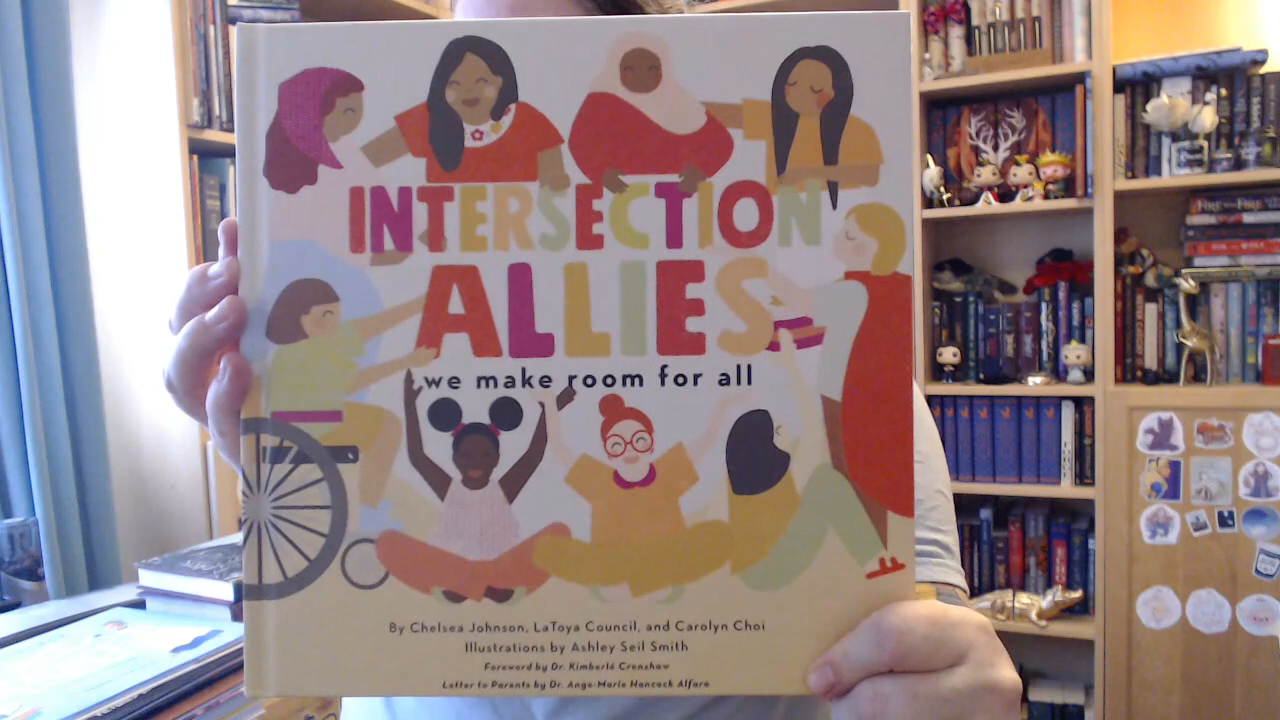 INTERSECTION
ALLIES
we make room for all
By Chelsea Johnson, LaToya Council, and Carolyn Choi
Illustrations by Ashley Seil Smith
Foreword by Dr. Kimberlé Crenshaw
Letter to Parents by Dr. Ange-Marie Hancock Alfaro